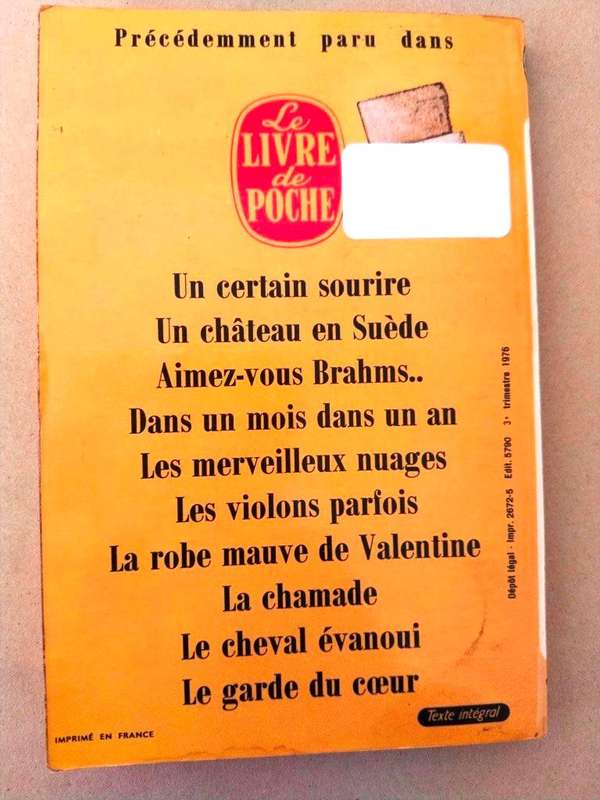 Précédemment paru dans
Le
LIVRE
de
POCHE
Un certain sourire
Un château en Suède
Aimez-vous Brahms..
Dans un mois dans un an
Les merveilleux nuages
Les violons parfois
La robe mauve de Valentine
La chamade
Le cheval évanoui
Le garde du cœur
Texte intégral
IMPRIMÉ EN FRANCE
Dépôt légal - Impr. 2672-5 Edit. 5790 3e trimestre 1976